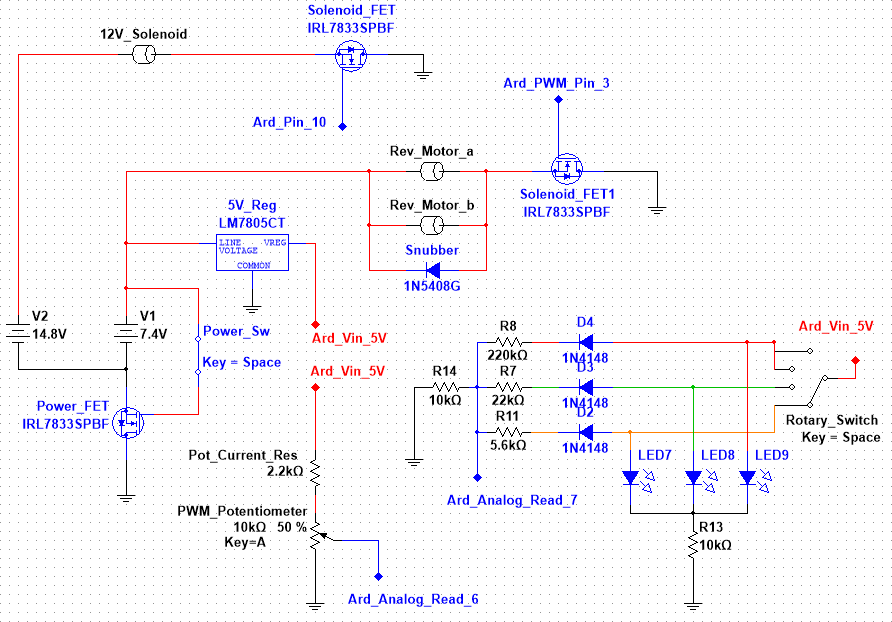 Solenoid_FET
IRL7833SPBF
12V_Solenoid
Ard_Pin_10
Ard_PWM_Pin_3
Rev_Motor_a
Solenoid_FET1
IRL7833SPBF
5V_Reg
LM7805CT
Rev_Motor_b
LINE VREG
VOLTAGE
COMMON
Snubber
1N5408G
V2
14.8V
V1
7.4V
Power_Sw
Key = Space
Ard_Vin_5V
Ard_Vin_5V
Power_FET
IRL7833SPBF
Pot_Current_Res
2.2kΩ
PWM_Potentiometer
10kΩ 50 %
Key=A
Ard_Analog_Read_6
R8
220kΩ
D4
1N4148
R14
10kΩ
R7
22kΩ
D3
1N4148
R11
5.6kΩ
D2
1N4148
Ard_Vin_5V
Rotary_Switch
Key = Space
LED7
LED8
LED9
Ard_Analog_Read_7
R13
10kΩ